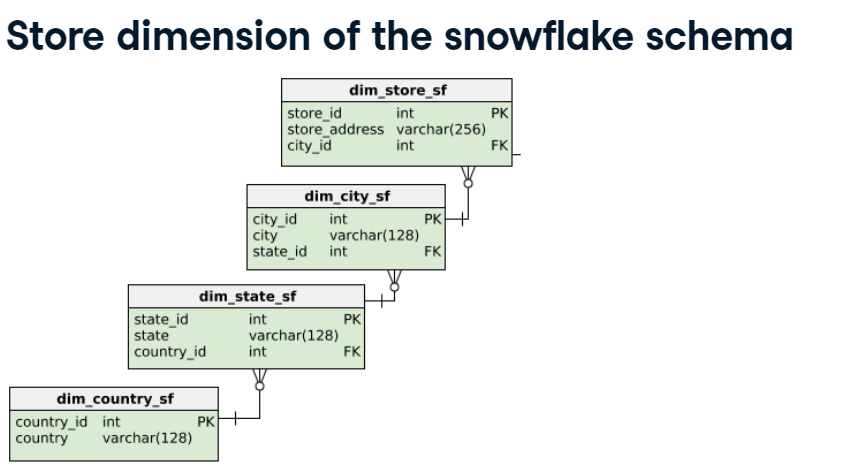 Store dimension of the snowflake schema
dim_store_sf
store_id int PK
store_address varchar(256)
city_id int FK
dim_city_sf
city_id int PK
city varchar(128)
state_id int FK
dim_state_sf
state_id int PK
state varchar(128)
country_id int FK
dim_country_sf
country_id int PK
country varchar(128)